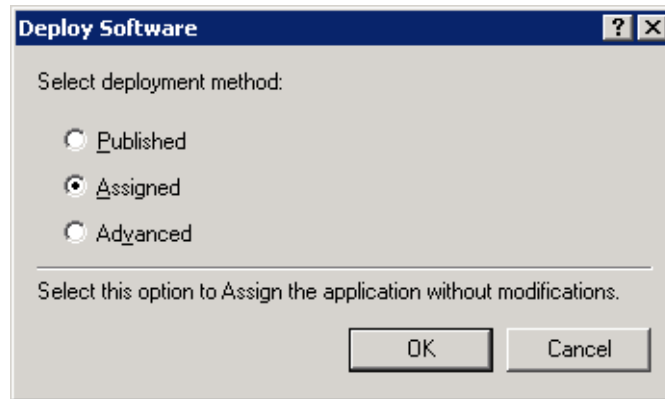 Deploy Software
Select deployment method:
Published
Assigned
Advanced
Select this option to Assign the application without modifications.
OK Cancel